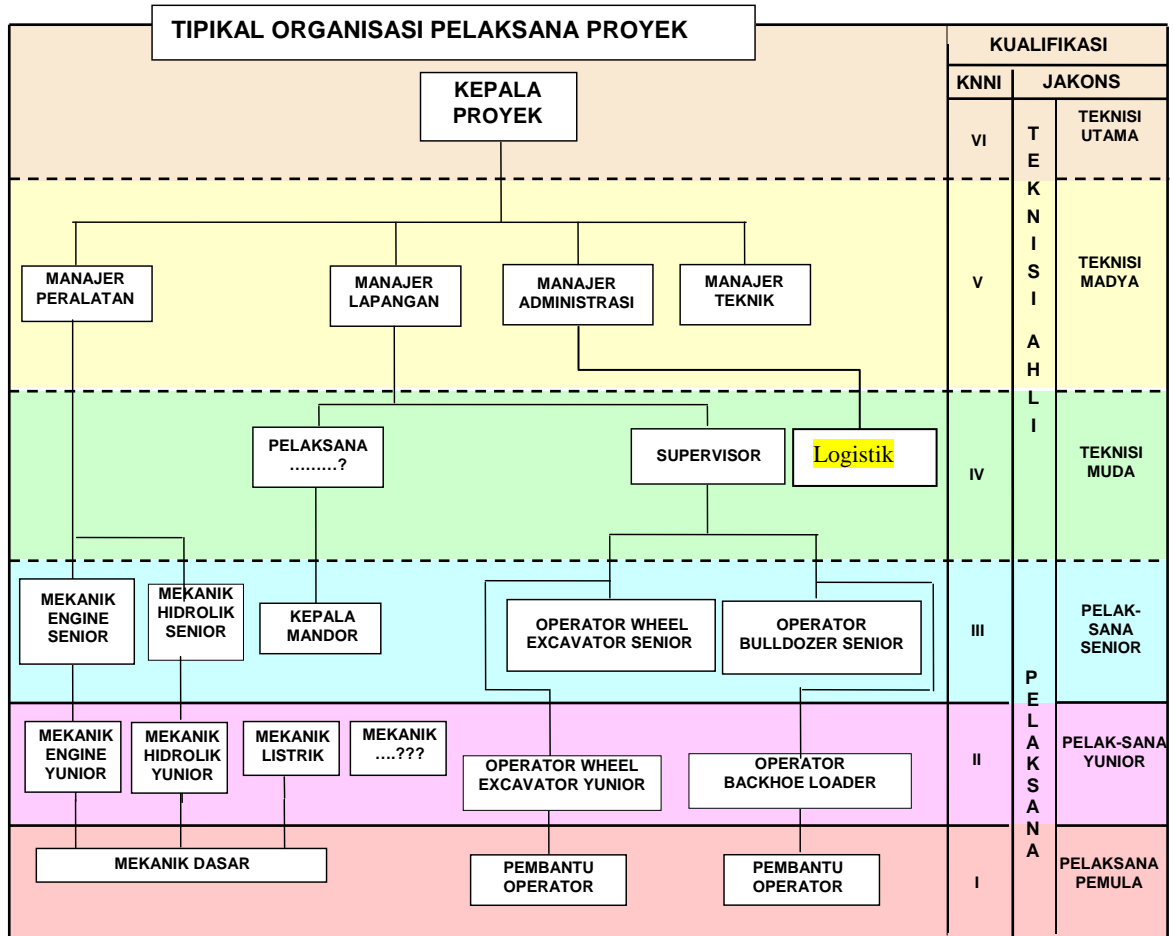 TIPIKAL ORGANISASI PELAKSANA PROYEK
KUALIFIKASI
KNNI
JAKONS
KEPALA
PROYEK
VI
TEKNISI AHLI
TEKNISI
UTAMA
MANAJER
PERALATAN
MANAJER
LAPANGAN
MANAJER
ADMINISTRASI
MANAJER
TEKNIK
V
TEKNISI
MADYA
PELAKSANA
.........?
SUPERVISOR
Logistik
IV
TEKNISI
MUDA
MEKANIK
ENGINE
SENIOR
MEKANIK
HIDROLIK
SENIOR
KEPALA
MANDOR
OPERATOR WHEEL
EXCAVATOR SENIOR
OPERATOR
BULLDOZER SENIOR
III
PELAKSANA
PELAK-
SANA
SENIOR
MEKANIK
ENGINE
YUNIOR
MEKANIK
HIDROLIK
YUNIOR
MEKANIK
LISTRIK
MEKANIK
....???
OPERATOR WHEEL
EXCAVATOR YUNIOR
OPERATOR
BACKHOE LOADER
II
PELAK-SANA
YUNIOR
MEKANIK DASAR
PEMBANTU
OPERATOR
PEMBANTU
OPERATOR
I
PELAKSANA
PEMULA